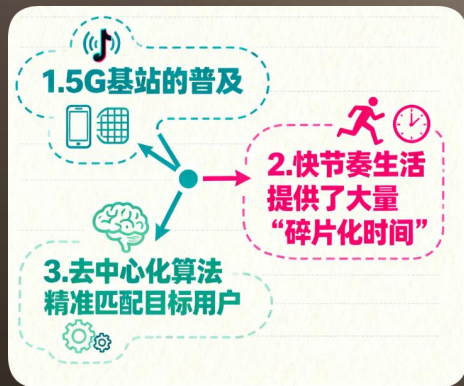 1.5G基站的普及
2.快节奏生活
提供了大量
“碎片化时间”
3.去中心化算法
精准匹配目标用户